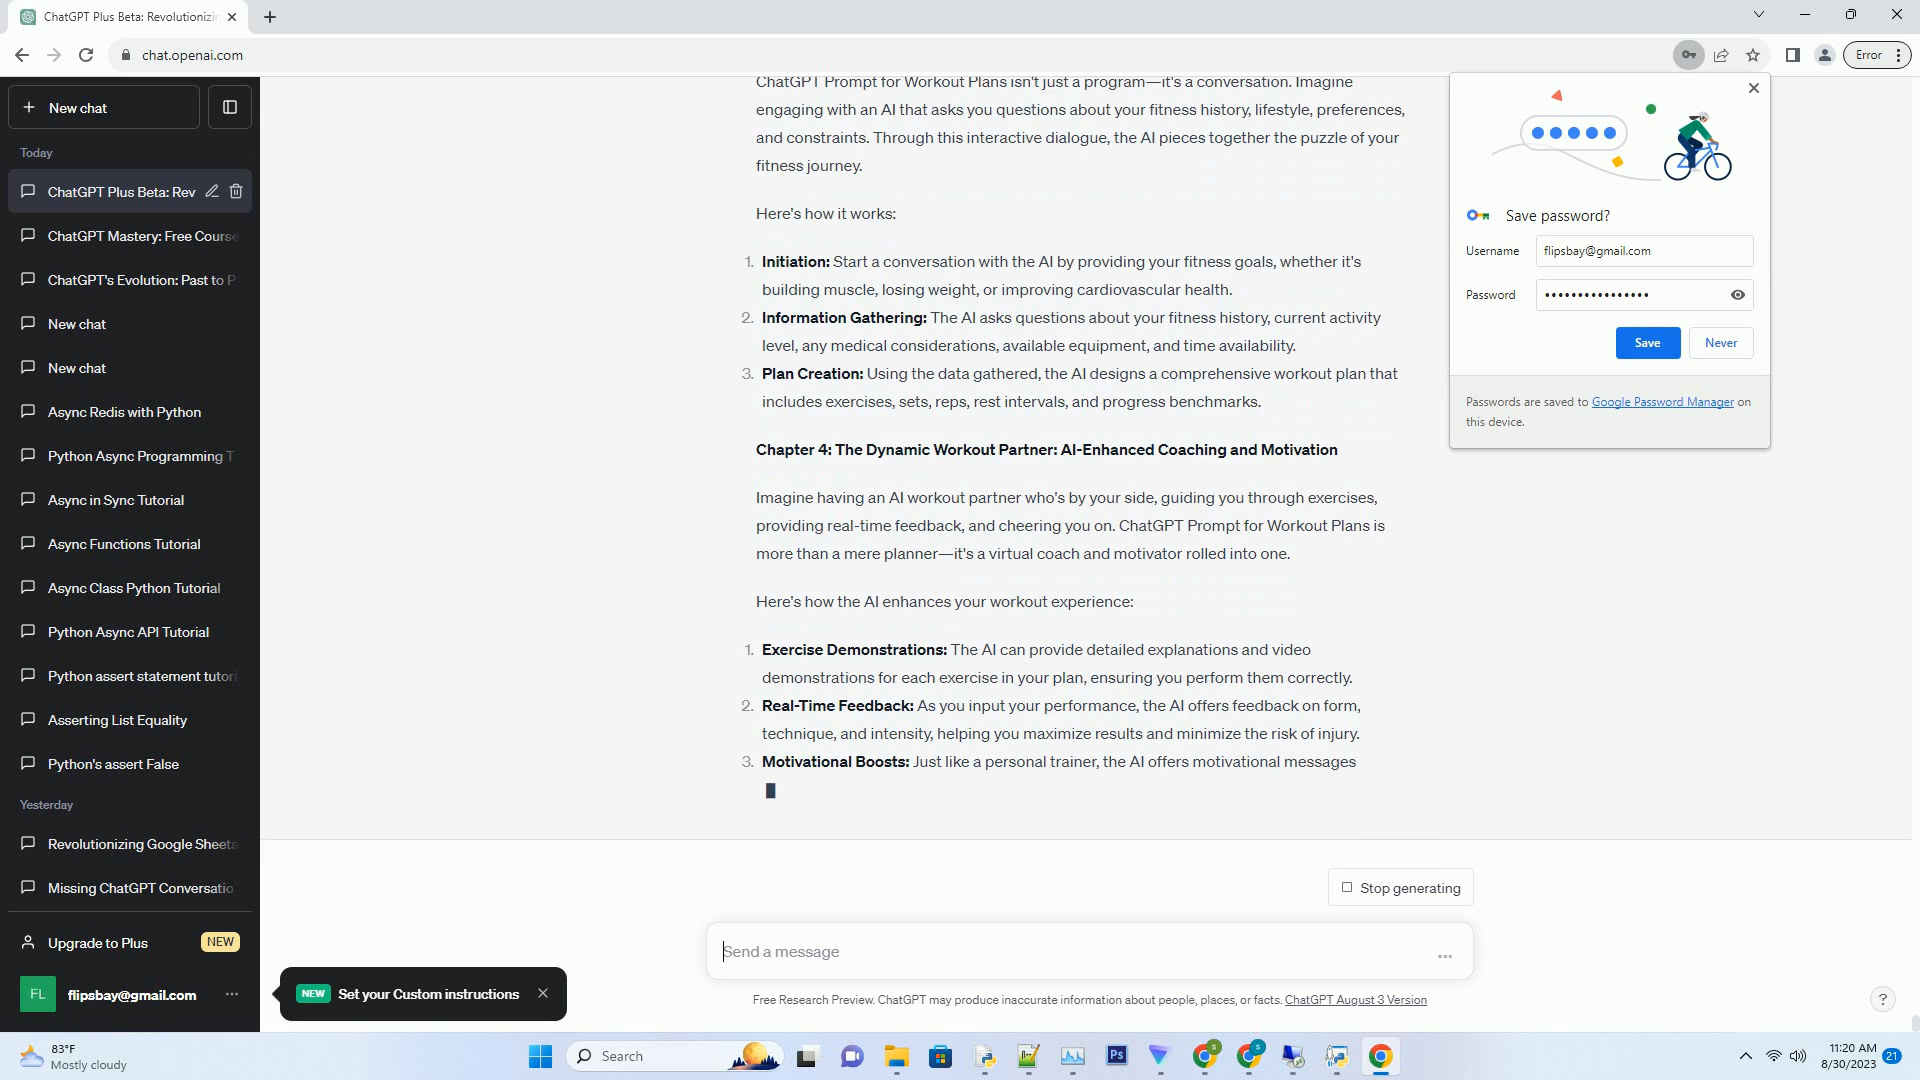 ChatGPT Plus Beta: Revolutionizin
chat.openai.com
Error
New chat
Today
ChatGPT Plus Beta: Rev
ChatGPT Mastery: Free Course
ChatGPT's Evolution: Past to P
New chat
New chat
Async Redis with Python
Python Async Programming T
Async in Sync Tutorial
Async Functions Tutorial
Async Class Python Tutorial
Python Async API Tutorial
Python assert statement tutori
Asserting List Equality
Python's assert False
Yesterday
Revolutionizing Google Sheets
Missing ChatGPT Conversatio
Upgrade to Plus
NEW
FL
flipsbay@gmail.com
NEW
Set your Custom instructions
ChatGPT Prompt for Workout Plans isn't just a program—it's a conversation. Imagine
engaging with an AI that asks you questions about your fitness history, lifestyle, preferences,
and constraints. Through this interactive dialogue, the AI pieces together the puzzle of your
fitness journey.
Here's how it works:
1. Initiation: Start a conversation with the AI by providing your fitness goals, whether it's
building muscle, losing weight, or improving cardiovascular health.
2. Information Gathering: The AI asks questions about your fitness history, current activity
level, any medical considerations, available equipment, and time availability.
3. Plan Creation: Using the data gathered, the AI designs a comprehensive workout plan that
includes exercises, sets, reps, rest intervals, and progress benchmarks.
Chapter 4: The Dynamic Workout Partner: AI-Enhanced Coaching and Motivation
Imagine having an AI workout partner who's by your side, guiding you through exercises,
providing real-time feedback, and cheering you on. ChatGPT Prompt for Workout Plans is
more than a mere planner—it's a virtual coach and motivator rolled into one.
Here's how the AI enhances your workout experience:
1. Exercise Demonstrations: The AI can provide detailed explanations and video
demonstrations for each exercise in your plan, ensuring you perform them correctly.
2. Real-Time Feedback: As you input your performance, the AI offers feedback on form,
technique, and intensity, helping you maximize results and minimize the risk of injury.
3. Motivational Boosts: Just like a personal trainer, the AI offers motivational messages
Stop generating
Send a message
Free Research Preview. ChatGPT may produce inaccurate information about people, places, or facts. ChatGPT August 3 Version
?
Save password?
Username
flipsbay@gmail.com
Password
••••••••••••••••
Save
Never
Passwords are saved to Google Password Manager on
this device.
83°F
Mostly cloudy
Search
Ps
S
S
11:20 AM
8/30/2023
21